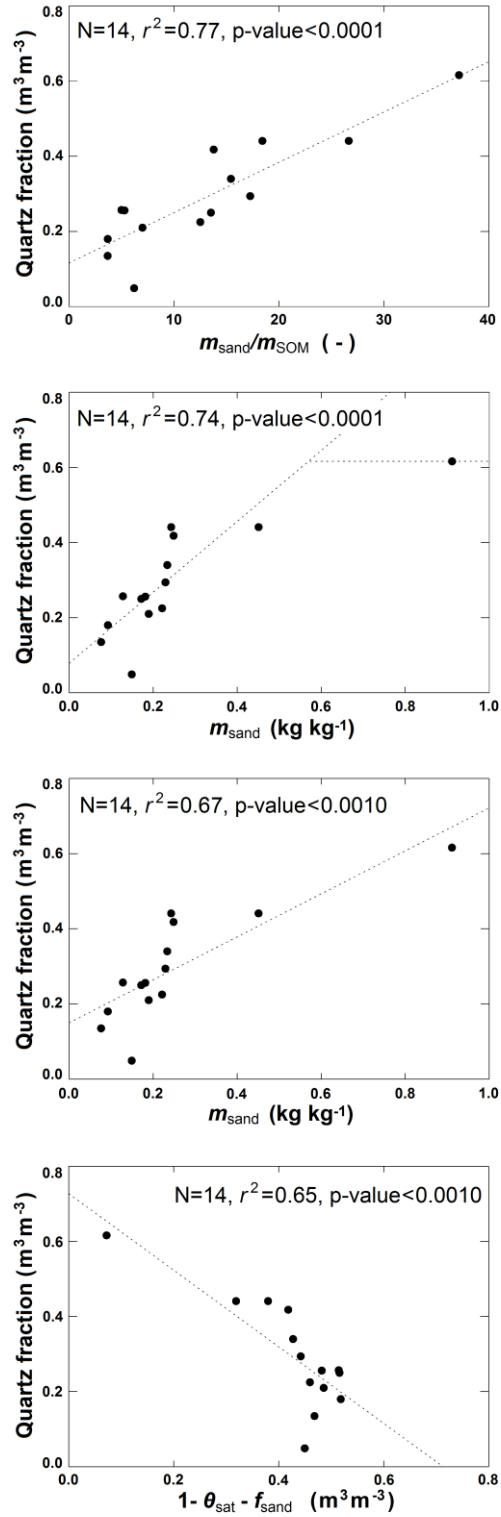 N=14, r²=0.77, p-value<0.0001
Quartz fraction (m³m⁻³)
0.8
0.6
0.4
0.2
0.0
0 10 20 30 40
m_sand/m_SOM ( - )
N=14, r²=0.74, p-value<0.0001
Quartz fraction (m³m⁻³)
0.8
0.6
0.4
0.2
0.0
0.0 0.2 0.4 0.6 0.8 1.0
m_sand (kg kg⁻¹)
N=14, r²=0.67, p-value<0.0010
Quartz fraction (m³m⁻³)
0.8
0.6
0.4
0.2
0.0
0.0 0.2 0.4 0.6 0.8 1.0
m_sand (kg kg⁻¹)
N=14, r²=0.65, p-value<0.0010
Quartz fraction (m³m⁻³)
0.8
0.6
0.4
0.2
0.0
0.0 0.2 0.4 0.6 0.8
1- θ_sat - f_sand (m³m⁻³)